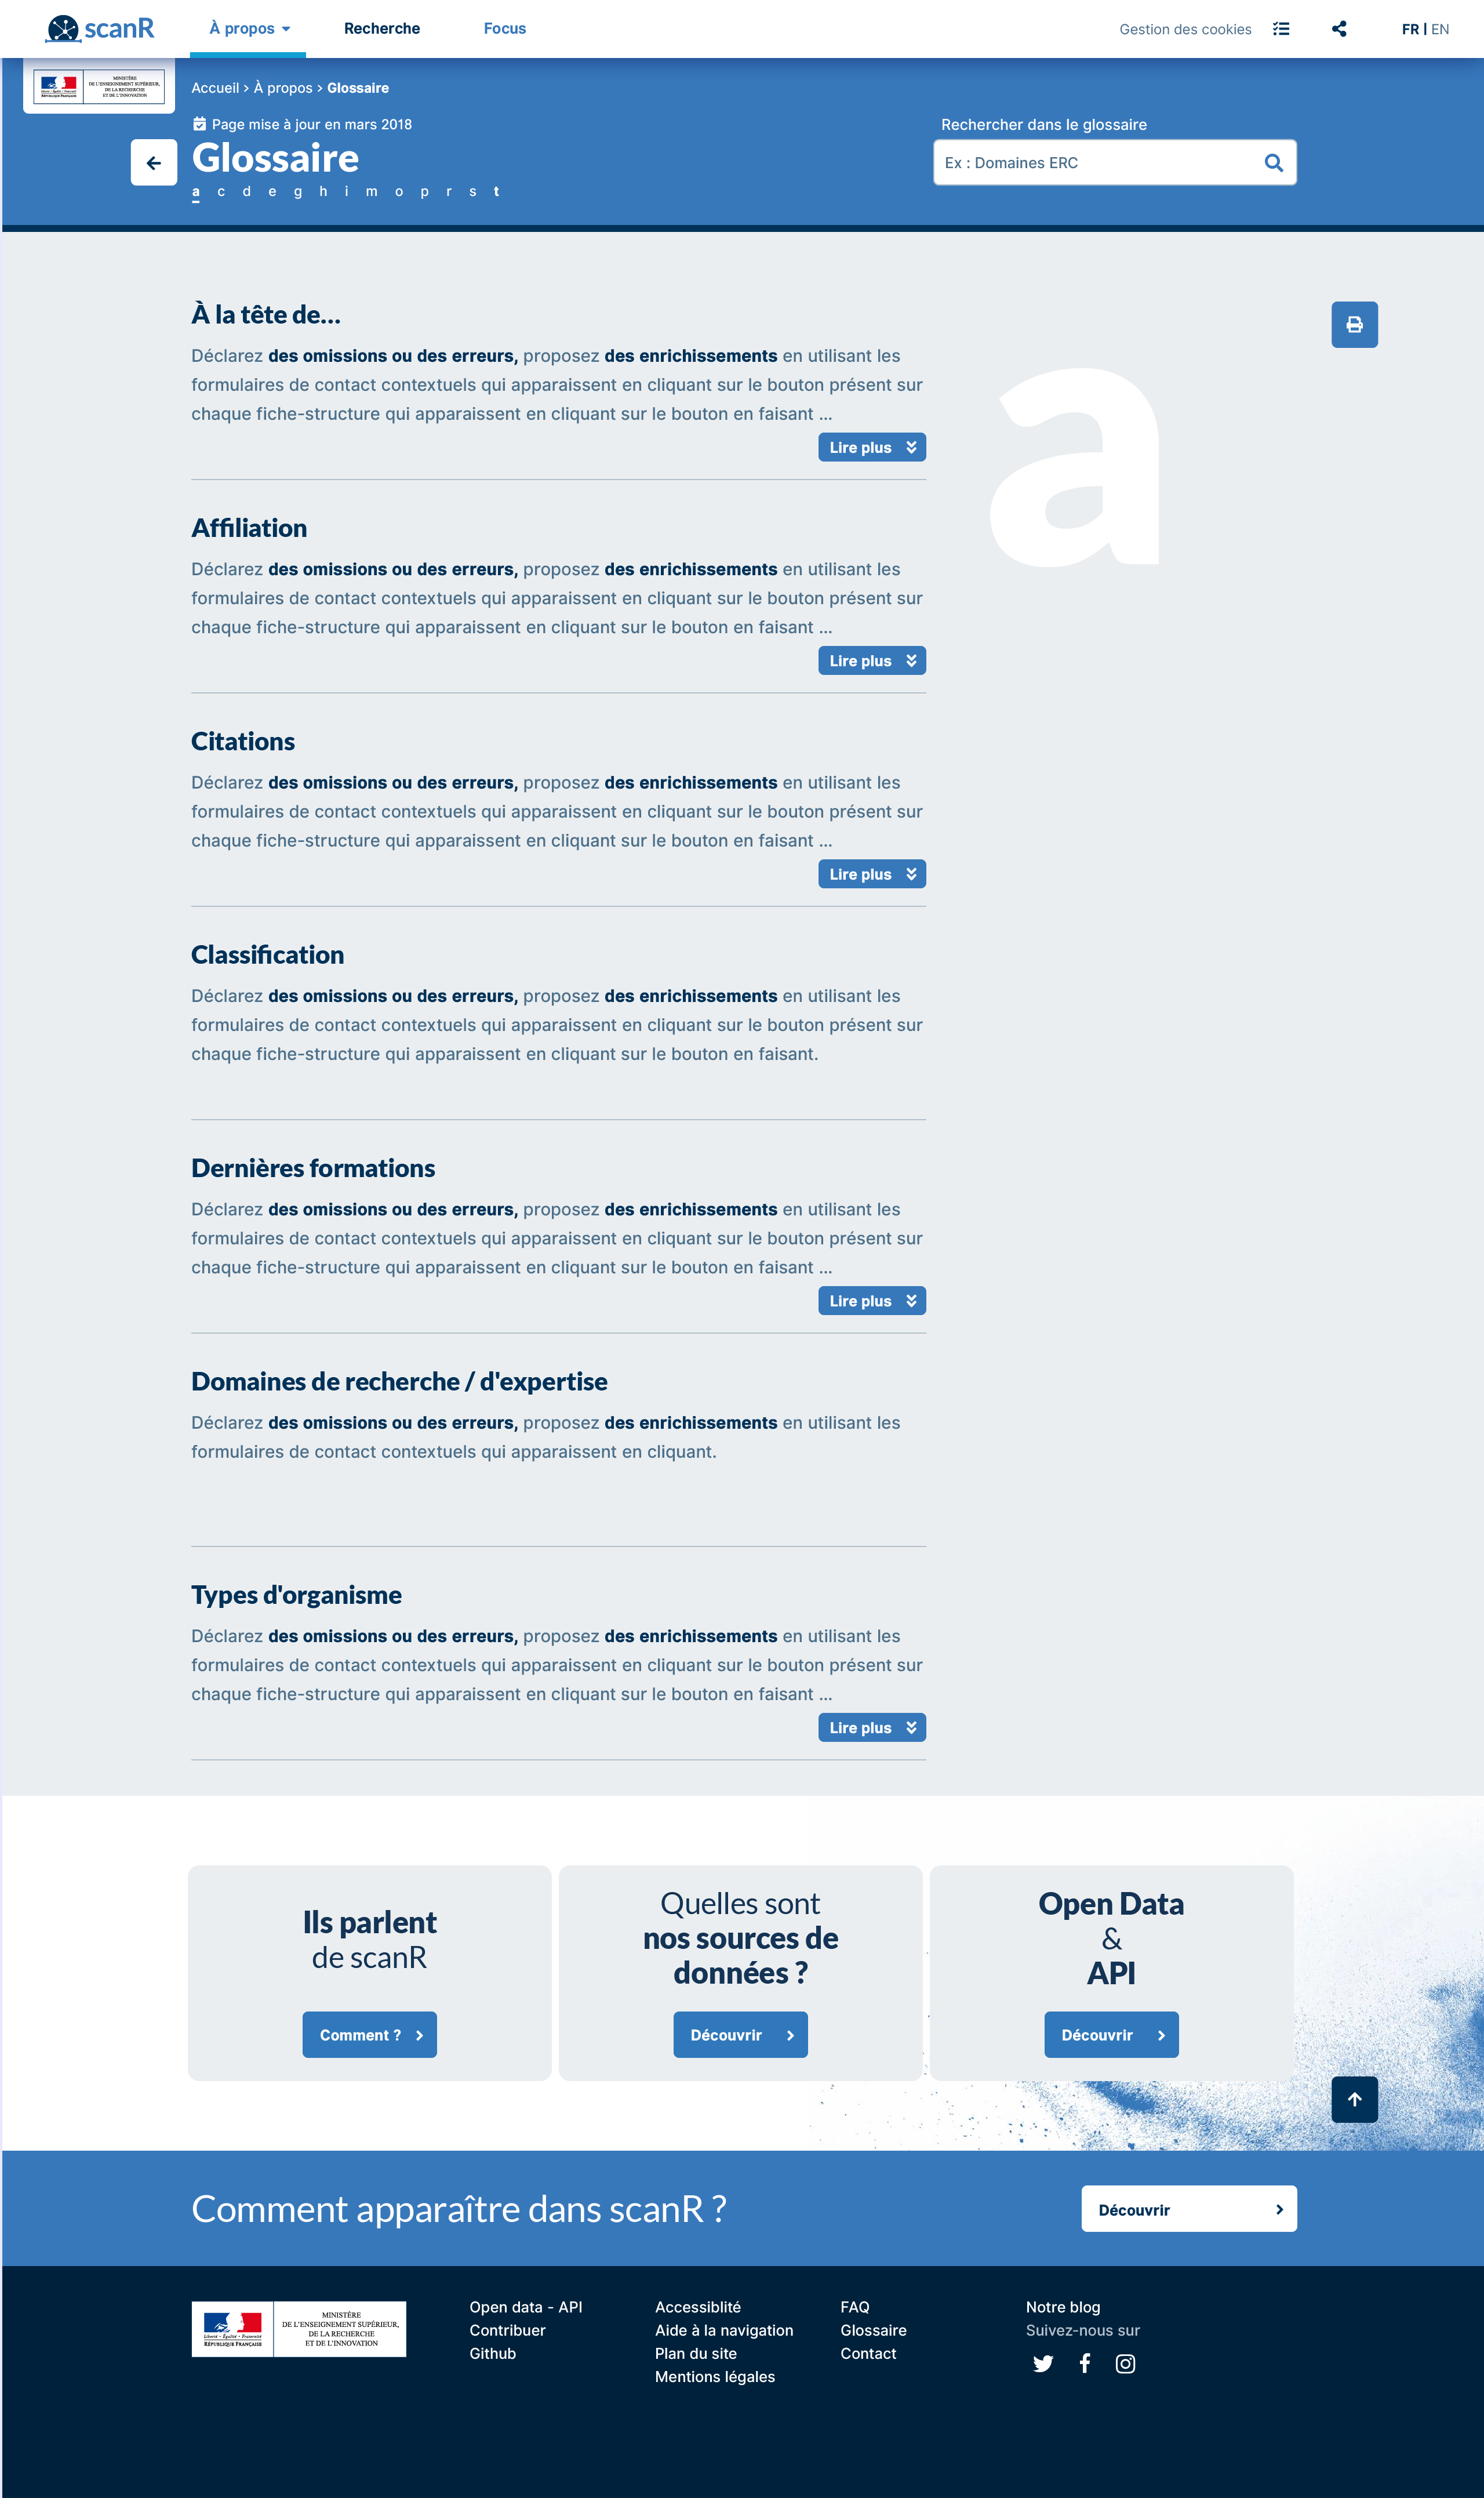 scanR
À propos
Recherche
Focus
Gestion des cookies
FR | EN
MINISTÈRE
DE L'ENSEIGNEMENT SUPÉRIEUR,
DE LA RECHERCHE
ET DE L'INNOVATION
Liberté • Égalité • Fraternité
RÉPUBLIQUE FRANÇAISE
Accueil > À propos > Glossaire
Page mise à jour en mars 2018
Glossaire
a c d e g h i m o p r s t
Rechercher dans le glossaire
Ex : Domaines ERC
À la tête de...
Déclarez des omissions ou des erreurs, proposez des enrichissements en utilisant les
formulaires de contact contextuels qui apparaissent en cliquant sur le bouton présent sur
chaque fiche-structure qui apparaissent en cliquant sur le bouton en faisant ...
Lire plus
a
Affiliation
Déclarez des omissions ou des erreurs, proposez des enrichissements en utilisant les
formulaires de contact contextuels qui apparaissent en cliquant sur le bouton présent sur
chaque fiche-structure qui apparaissent en cliquant sur le bouton en faisant ...
Lire plus
Citations
Déclarez des omissions ou des erreurs, proposez des enrichissements en utilisant les
formulaires de contact contextuels qui apparaissent en cliquant sur le bouton présent sur
chaque fiche-structure qui apparaissent en cliquant sur le bouton en faisant ...
Lire plus
Classification
Déclarez des omissions ou des erreurs, proposez des enrichissements en utilisant les
formulaires de contact contextuels qui apparaissent en cliquant sur le bouton présent sur
chaque fiche-structure qui apparaissent en cliquant sur le bouton en faisant.
Dernières formations
Déclarez des omissions ou des erreurs, proposez des enrichissements en utilisant les
formulaires de contact contextuels qui apparaissent en cliquant sur le bouton présent sur
chaque fiche-structure qui apparaissent en cliquant sur le bouton en faisant ...
Lire plus
Domaines de recherche / d'expertise
Déclarez des omissions ou des erreurs, proposez des enrichissements en utilisant les
formulaires de contact contextuels qui apparaissent en cliquant.
Types d'organisme
Déclarez des omissions ou des erreurs, proposez des enrichissements en utilisant les
formulaires de contact contextuels qui apparaissent en cliquant sur le bouton présent sur
chaque fiche-structure qui apparaissent en cliquant sur le bouton en faisant ...
Lire plus
Ils parlent
de scanR
Comment ?
Quelles sont
nos sources de
données ?
Découvrir
Open Data
&
API
Découvrir
Comment apparaître dans scanR ?
Découvrir
Liberté • Égalité • Fraternité
RÉPUBLIQUE FRANÇAISE
MINISTÈRE
DE L'ENSEIGNEMENT SUPÉRIEUR,
DE LA RECHERCHE
ET DE L'INNOVATION
Open data - API
Contribuer
Github
Accessiblité
Aide à la navigation
Plan du site
Mentions légales
FAQ
Glossaire
Contact
Notre blog
Suivez-nous sur